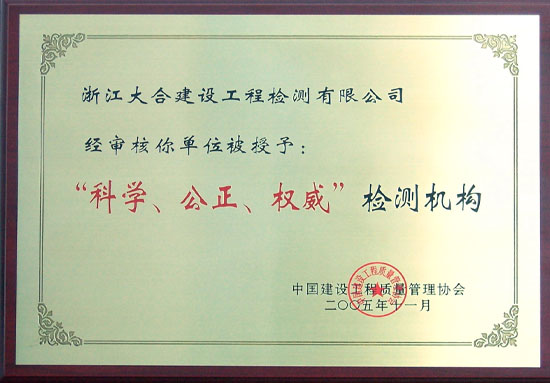 浙江大合建设工程检测有限公司
经审核你单位被授予：
“科学、公正、权威”检测机构
中国建设工程质量管理协会
二〇〇五年十一月